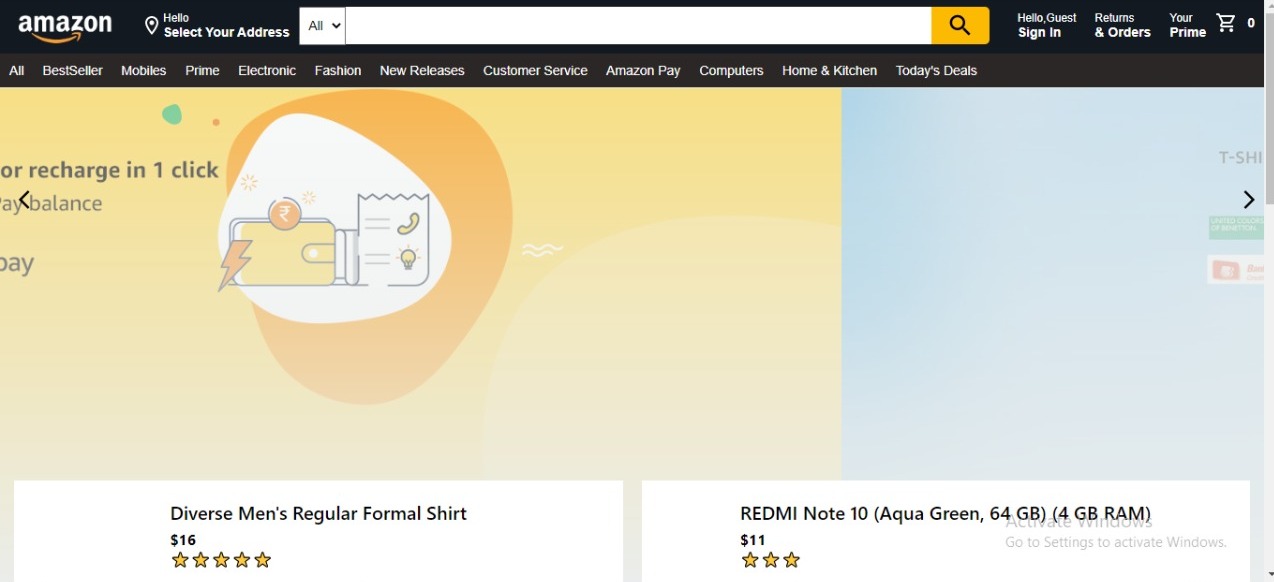 amazon
Hello
Select Your Address
All
Hello,Guest
Sign In
Returns
& Orders
Your
Prime
0
All BestSeller Mobiles Prime Electronic Fashion New Releases Customer Service Amazon Pay Computers Home & Kitchen Today's Deals
or recharge in 1 click
Pay balance
pay
T-SHI
UNITED COLORS
OF BENETTON.
Diverse Men's Regular Formal Shirt
$16
REDMI Note 10 (Aqua Green, 64 GB) (4 GB RAM)
$11
Activate Windows
Go to Settings to activate Windows.